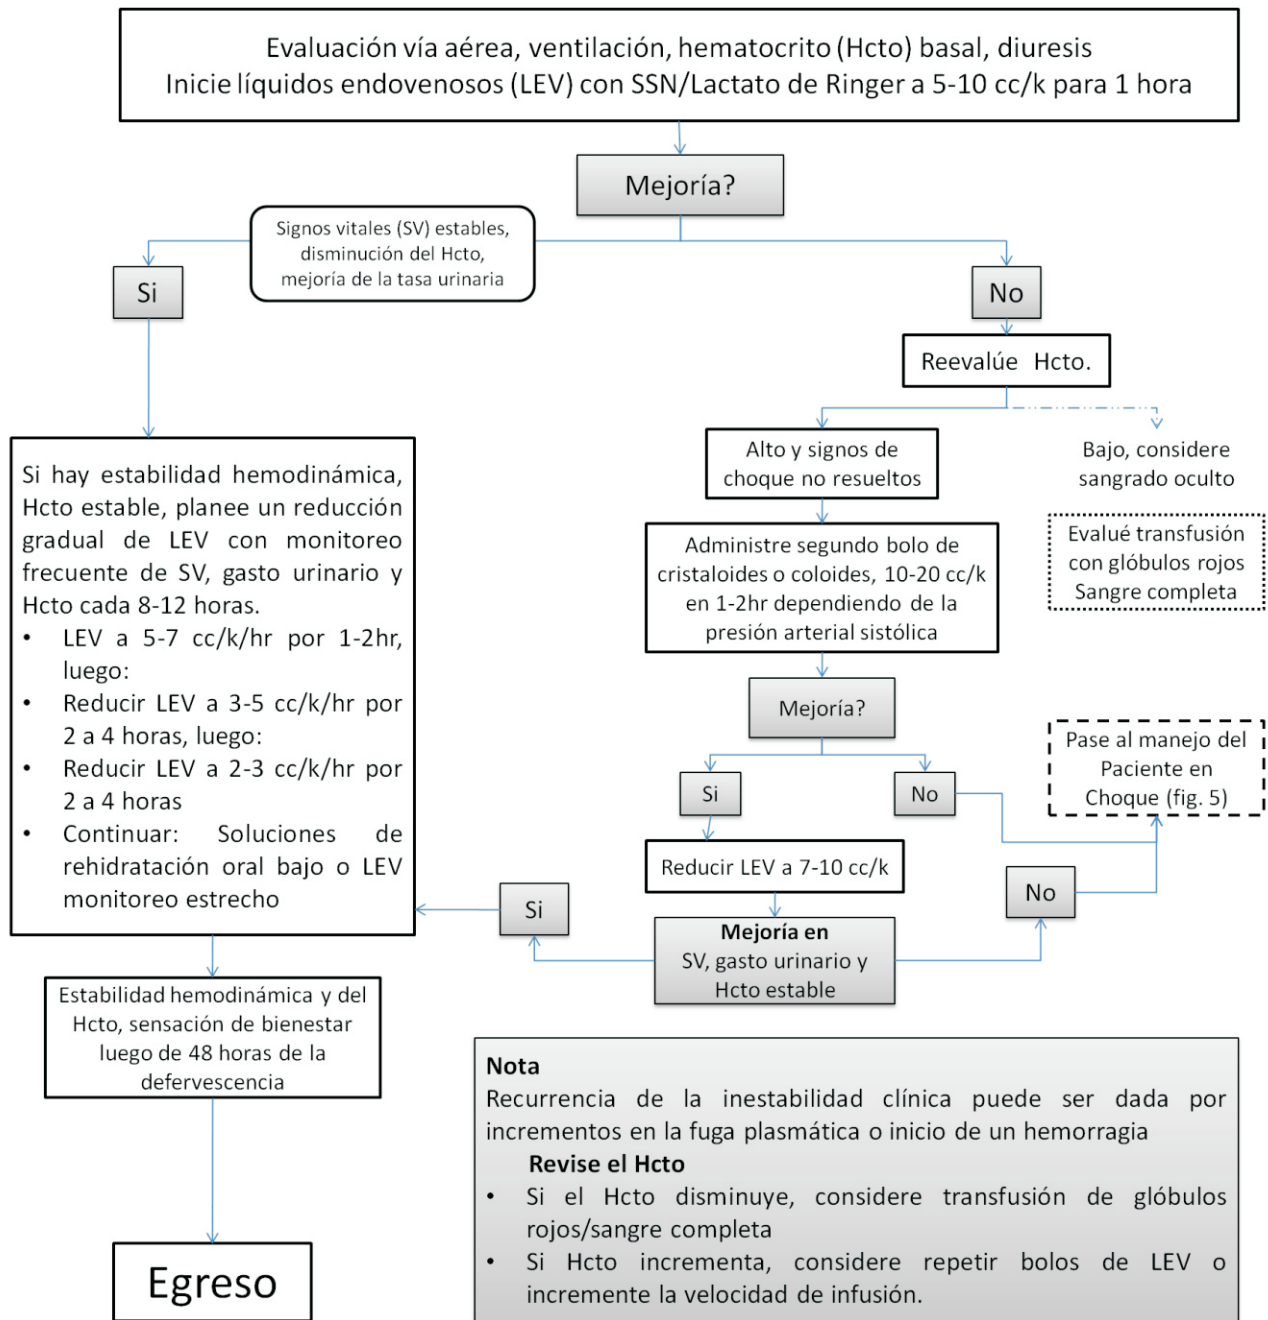 Evaluación vía aérea, ventilación, hematocrito (Hcto) basal, diuresis
Inicie líquidos endovenosos (LEV) con SSN/Lactato de Ringer a 5-10 cc/k para 1 hora
Mejoría?
Signos vitales (SV) estables,
disminución del Hcto,
mejoría de la tasa urinaria
Si
No
Reevalúe Hcto.
Alto y signos de
choque no resueltos
Bajo, considere
sangrado oculto
Si hay estabilidad hemodinámica,
Hcto estable, planee un reducción
gradual de LEV con monitoreo
frecuente de SV, gasto urinario y
Hcto cada 8-12 horas.
• LEV a 5-7 cc/k/hr por 1-2hr,
luego:
• Reducir LEV a 3-5 cc/k/hr por
2 a 4 horas, luego:
• Reducir LEV a 2-3 cc/k/hr por
2 a 4 horas
• Continuar: Soluciones de
rehidratación oral bajo o LEV
monitoreo estrecho
Administre segundo bolo de
cristaloides o coloides, 10-20 cc/k
en 1-2hr dependiendo de la
presión arterial sistólica
Evalué transfusión
con glóbulos rojos
Sangre completa
Mejoría?
Si
No
Pase al manejo del
Paciente en
Choque (fig. 5)
Reducir LEV a 7-10 cc/k
Si
No
Mejoría en
SV, gasto urinario y
Hcto estable
Estabilidad hemodinámica y del
Hcto, sensación de bienestar
luego de 48 horas de la
defervescencia
Egreso
Nota
Recurrencia de la inestabilidad clínica puede ser dada por
incrementos en la fuga plasmática o inicio de un hemorragia
Revise el Hcto
• Si el Hcto disminuye, considere transfusión de glóbulos
rojos/sangre completa
• Si Hcto incrementa, considere repetir bolos de LEV o
incremente la velocidad de infusión.